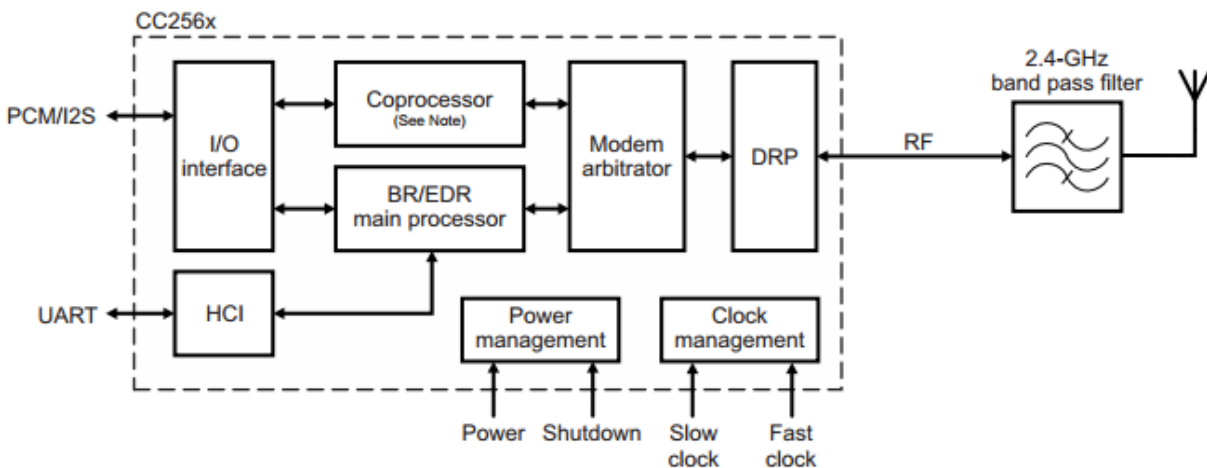 CC256x
2.4-GHz
band pass filter
PCM/I2S
I/O
interface
Coprocessor
(See Note)
Modem
arbitrator
DRP
RF
BR/EDR
main processor
UART
HCI
Power
management
Clock
management
Power
Shutdown
Slow
clock
Fast
clock